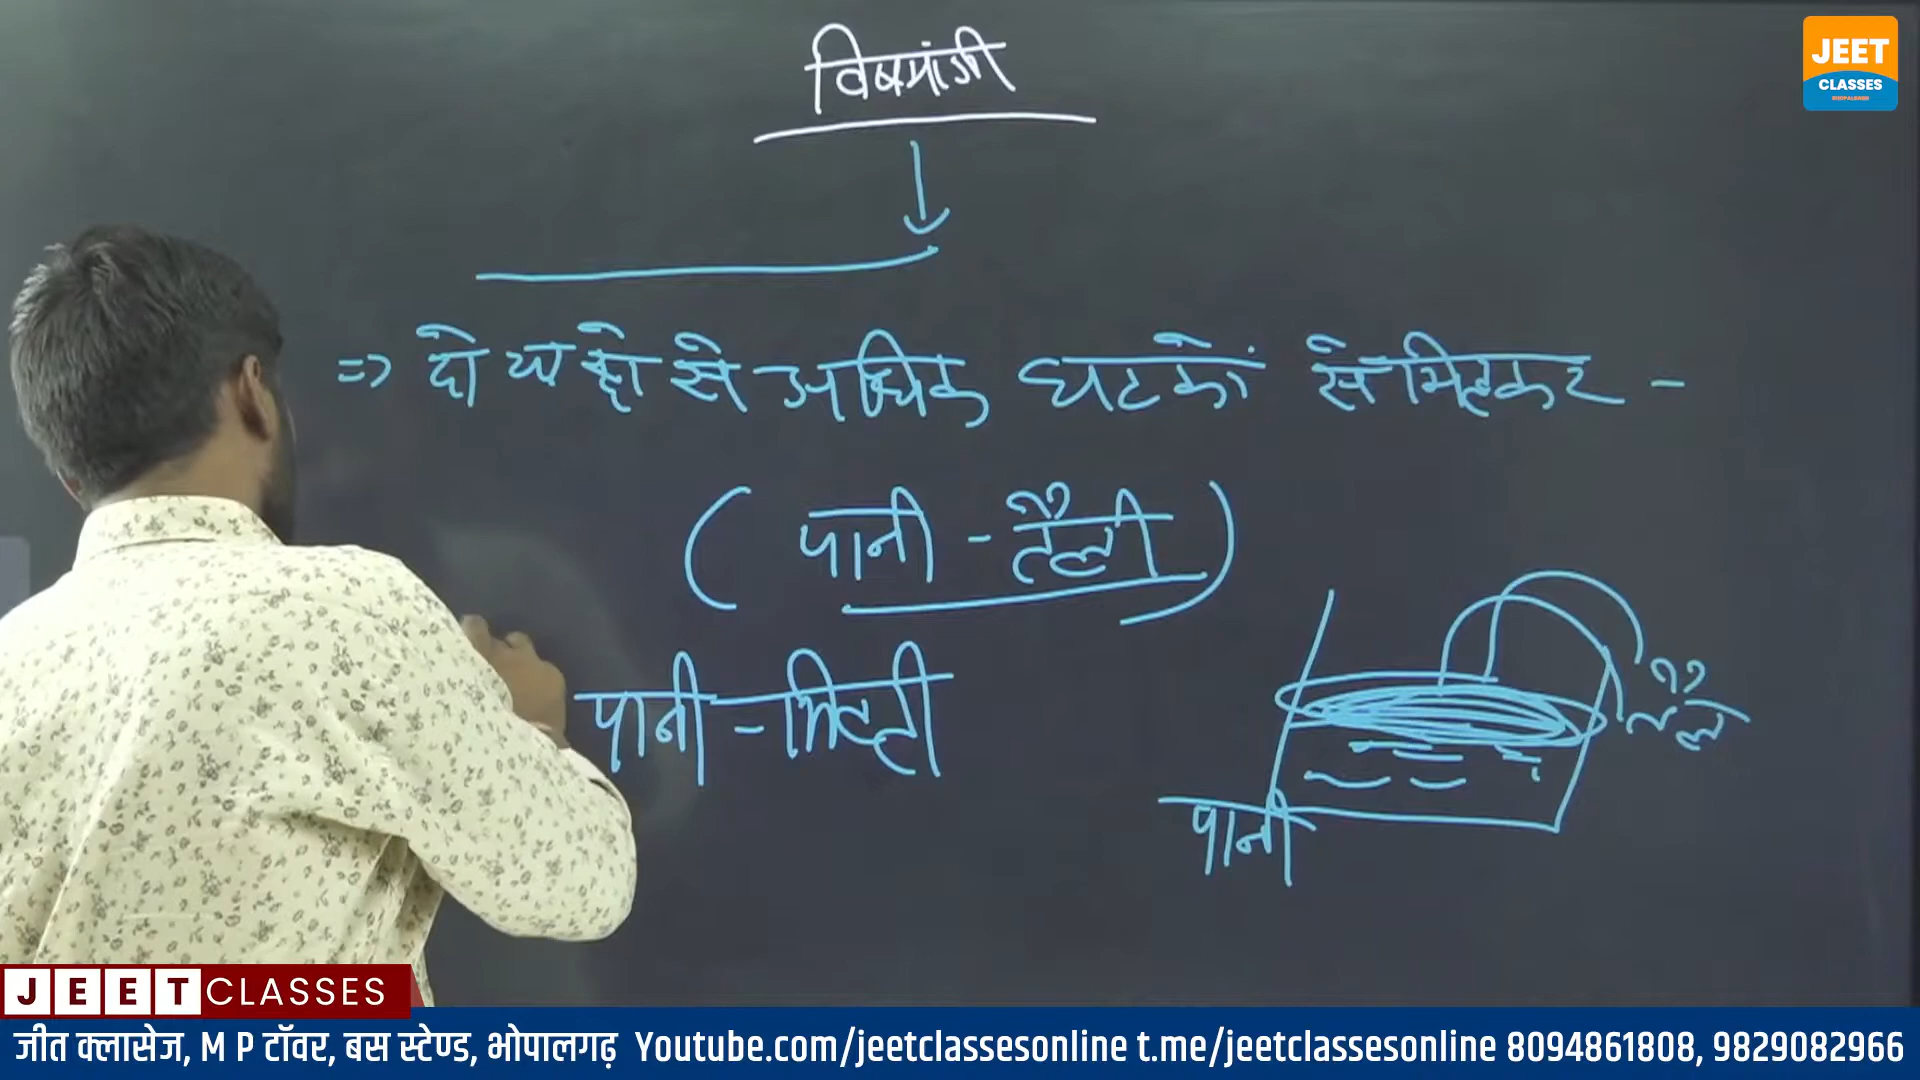 विषमांगी
JEET
CLASSES
=> दो या दो से अधिक घटकों से मिलकर -
( पानी - तैल )
पानी - मिट्टी
तैल
पानी
JEET CLASSES
जीत क्लासेज, M P टॉवर, बस स्टेण्ड, भोपालगढ़ Youtube.com/jeetclassesonline t.me/jeetclassesonline 8094861808, 9829082966